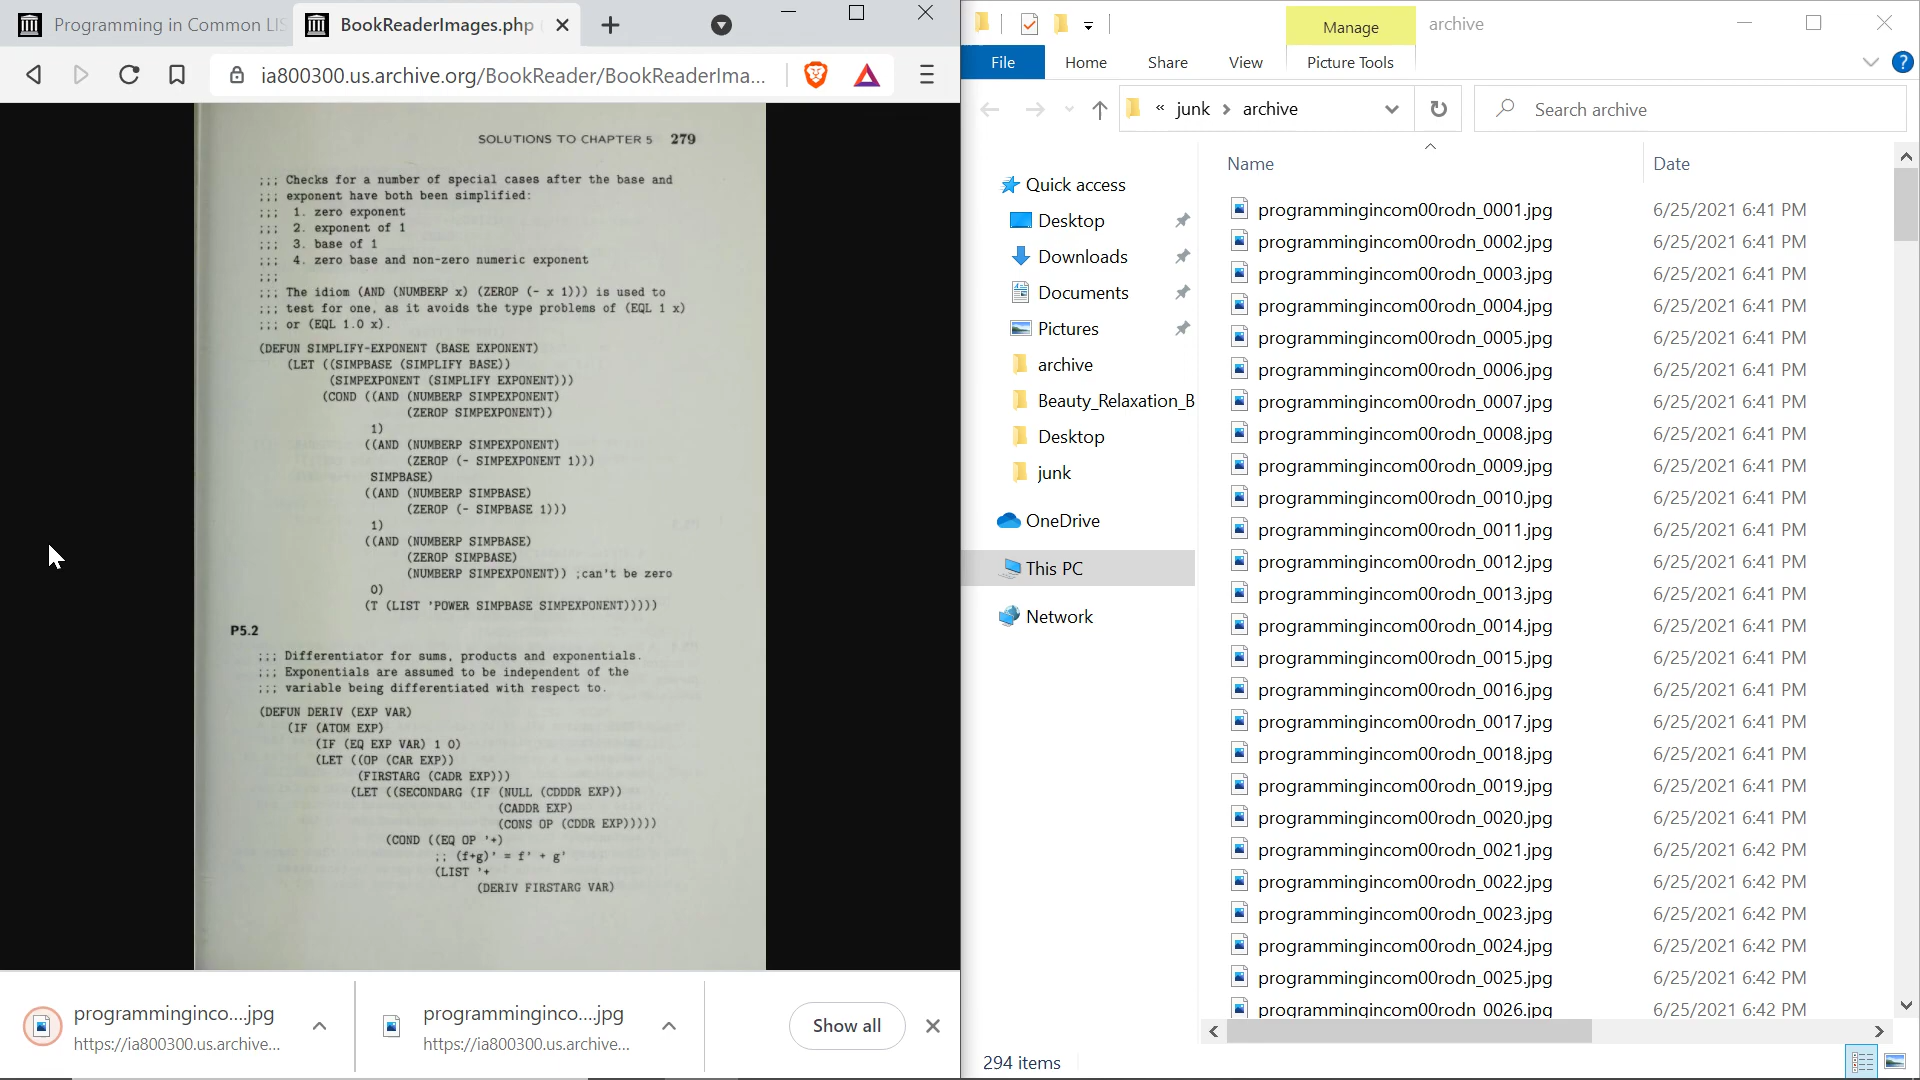 Programming in Common LIS
BookReaderImages.php
ia800300.us.archive.org/BookReader/BookReaderIma...
SOLUTIONS TO CHAPTER 5 279
;;; Checks for a number of special cases after the base and
;;; exponent have both been simplified:
;;; 1. zero exponent
;;; 2. exponent of 1
;;; 3. base of 1
;;; 4. zero base and non-zero numeric exponent
;;;
;;; The idiom (AND (NUMBERP x) (ZEROP (- x 1))) is used to
;;; test for one, as it avoids the type problems of (EQL 1 x)
;;; or (EQL 1.0 x).
(DEFUN SIMPLIFY-EXPONENT (BASE EXPONENT)
(LET ((SIMPBASE (SIMPLIFY BASE))
(SIMPEXPONENT (SIMPLIFY EXPONENT)))
(COND ((AND (NUMBERP SIMPEXPONENT)
(ZEROP SIMPEXPONENT))
1)
((AND (NUMBERP SIMPEXPONENT)
(ZEROP (- SIMPEXPONENT 1)))
SIMPBASE)
((AND (NUMBERP SIMPBASE)
(ZEROP (- SIMPBASE 1)))
1)
((AND (NUMBERP SIMPBASE)
(ZEROP SIMPBASE)
(NUMBERP SIMPEXPONENT)) ;can't be zero
0)
(T (LIST 'POWER SIMPBASE SIMPEXPONENT)))))
P5.2
;;; Differentiator for sums, products and exponentials.
;;; Exponentials are assumed to be independent of the
;;; variable being differentiated with respect to.
(DEFUN DERIV (EXP VAR)
(IF (ATOM EXP)
(IF (EQ EXP VAR) 1 0)
(LET ((OP (CAR EXP))
(FIRSTARG (CADR EXP)))
(LET ((SECONDARG (IF (NULL (CDDDR EXP))
(CADDR EXP)
(CONS OP (CDDR EXP)))))
(COND ((EQ OP '+)
;; (f+g)' = f' + g'
(LIST '+
(DERIV FIRSTARG VAR)
programminginco....jpg
https://ia800300.us.archive...
programminginco....jpg
https://ia800300.us.archive...
Show all
Manage
archive
File
Home
Share
View
Picture Tools
« junk > archive
Search archive
Quick access
Desktop
Downloads
Documents
Pictures
archive
Beauty_Relaxation_B
Desktop
junk
OneDrive
This PC
Network
Name Date
programmingincom00rodn_0001.jpg 6/25/2021 6:41 PM
programmingincom00rodn_0002.jpg 6/25/2021 6:41 PM
programmingincom00rodn_0003.jpg 6/25/2021 6:41 PM
programmingincom00rodn_0004.jpg 6/25/2021 6:41 PM
programmingincom00rodn_0005.jpg 6/25/2021 6:41 PM
programmingincom00rodn_0006.jpg 6/25/2021 6:41 PM
programmingincom00rodn_0007.jpg 6/25/2021 6:41 PM
programmingincom00rodn_0008.jpg 6/25/2021 6:41 PM
programmingincom00rodn_0009.jpg 6/25/2021 6:41 PM
programmingincom00rodn_0010.jpg 6/25/2021 6:41 PM
programmingincom00rodn_0011.jpg 6/25/2021 6:41 PM
programmingincom00rodn_0012.jpg 6/25/2021 6:41 PM
programmingincom00rodn_0013.jpg 6/25/2021 6:41 PM
programmingincom00rodn_0014.jpg 6/25/2021 6:41 PM
programmingincom00rodn_0015.jpg 6/25/2021 6:41 PM
programmingincom00rodn_0016.jpg 6/25/2021 6:41 PM
programmingincom00rodn_0017.jpg 6/25/2021 6:41 PM
programmingincom00rodn_0018.jpg 6/25/2021 6:41 PM
programmingincom00rodn_0019.jpg 6/25/2021 6:41 PM
programmingincom00rodn_0020.jpg 6/25/2021 6:41 PM
programmingincom00rodn_0021.jpg 6/25/2021 6:42 PM
programmingincom00rodn_0022.jpg 6/25/2021 6:42 PM
programmingincom00rodn_0023.jpg 6/25/2021 6:42 PM
programmingincom00rodn_0024.jpg 6/25/2021 6:42 PM
programmingincom00rodn_0025.jpg 6/25/2021 6:42 PM
programmingincom00rodn_0026.jpg 6/25/2021 6:42 PM
294 items